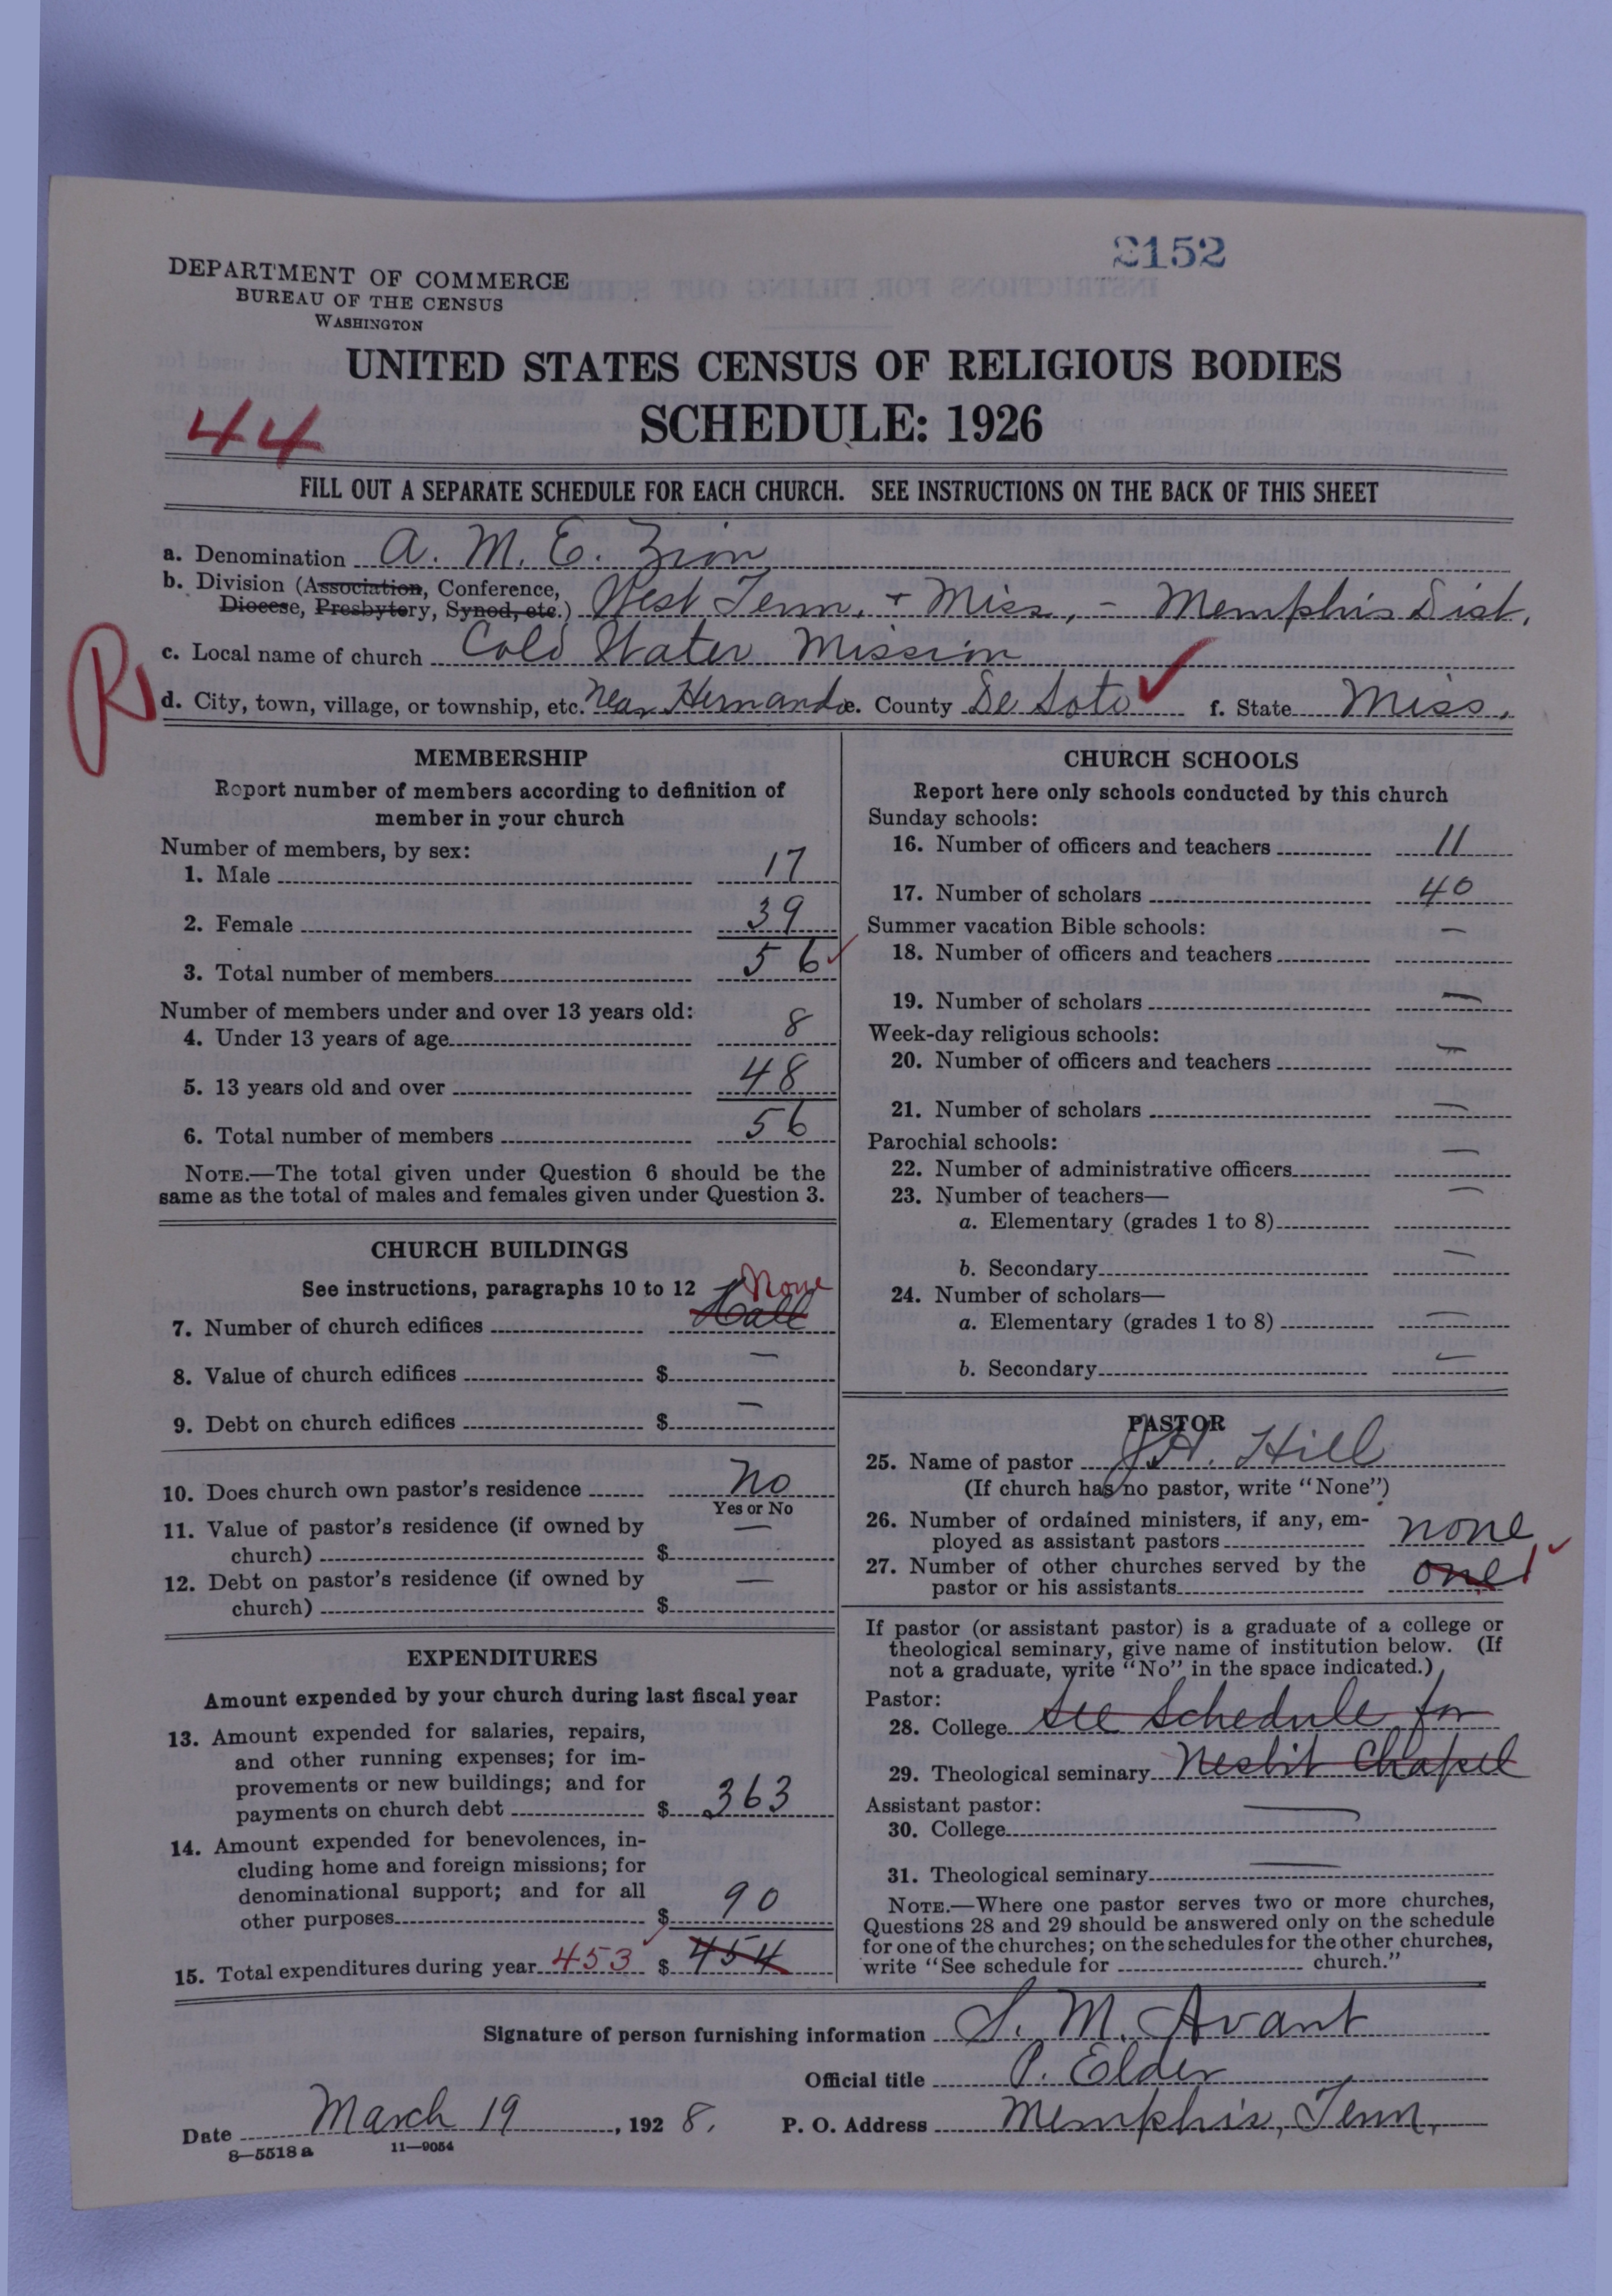 2152
DEPARTMENT OF COMMERCE
BUREAU OF THE CENSUS
WASHINGTON
UNITED STATES CENSUS OF RELIGIOUS BODIES
SCHEDULE: 1926
44
FILL OUT A SEPARATE SCHEDULE FOR EACH CHURCH. SEE INSTRUCTIONS ON THE BACK OF THIS SHEET
a. Denomination A. M. E. Zion
b. Division (Association, Conference,
Diocese, Presbytery, Synod, etc.) West Tenn. + Miss, - Memphis Dist.
c. Local name of church Cold Water Mission
R
d. City, town, village, or township, etc. near Hernando e. County De Soto f. State Miss.
MEMBERSHIP
Report number of members according to definition of
member in your church
Number of members, by sex:
1. Male 17
2. Female 39
3. Total number of members 56
Number of members under and over 13 years old:
4. Under 13 years of age 8
5. 13 years old and over 48
6. Total number of members 56
NOTE.—The total given under Question 6 should be the
same as the total of males and females given under Question 3.
CHURCH BUILDINGS
See instructions, paragraphs 10 to 12 None
7. Number of church edifices Hall
8. Value of church edifices $ —
9. Debt on church edifices $ —
10. Does church own pastor's residence No
Yes or No
11. Value of pastor's residence (if owned by
church) $ —
12. Debt on pastor's residence (if owned by
church) $ —
EXPENDITURES
Amount expended by your church during last fiscal year
13. Amount expended for salaries, repairs,
and other running expenses; for im-
provements or new buildings; and for
payments on church debt $ 363
14. Amount expended for benevolences, in-
cluding home and foreign missions; for
denominational support; and for all
other purposes $ 90
15. Total expenditures during year 453 $ 454
CHURCH SCHOOLS
Report here only schools conducted by this church
Sunday schools:
16. Number of officers and teachers 11
17. Number of scholars 40
Summer vacation Bible schools:
18. Number of officers and teachers —
19. Number of scholars —
Week-day religious schools:
20. Number of officers and teachers —
21. Number of scholars —
Parochial schools:
22. Number of administrative officers —
23. Number of teachers—
a. Elementary (grades 1 to 8) —
b. Secondary —
24. Number of scholars—
a. Elementary (grades 1 to 8) —
b. Secondary —
PASTOR
25. Name of pastor J. H. Hill
(If church has no pastor, write "None")
26. Number of ordained ministers, if any, em-
ployed as assistant pastors none
27. Number of other churches served by the
pastor or his assistants one 1
If pastor (or assistant pastor) is a graduate of a college or
theological seminary, give name of institution below. (If
not a graduate, write "No" in the space indicated.)
Pastor:
28. College See Schedule for
29. Theological seminary Nesbit Chapel
Assistant pastor:
30. College —
31. Theological seminary —
NOTE.—Where one pastor serves two or more churches,
Questions 28 and 29 should be answered only on the schedule
for one of the churches; on the schedules for the other churches,
write "See schedule for church."
Signature of person furnishing information S. M. Avant
Official title P. Elder
Date March 19, 1928. P. O. Address Memphis, Tenn.
8—5518 a 11—9054